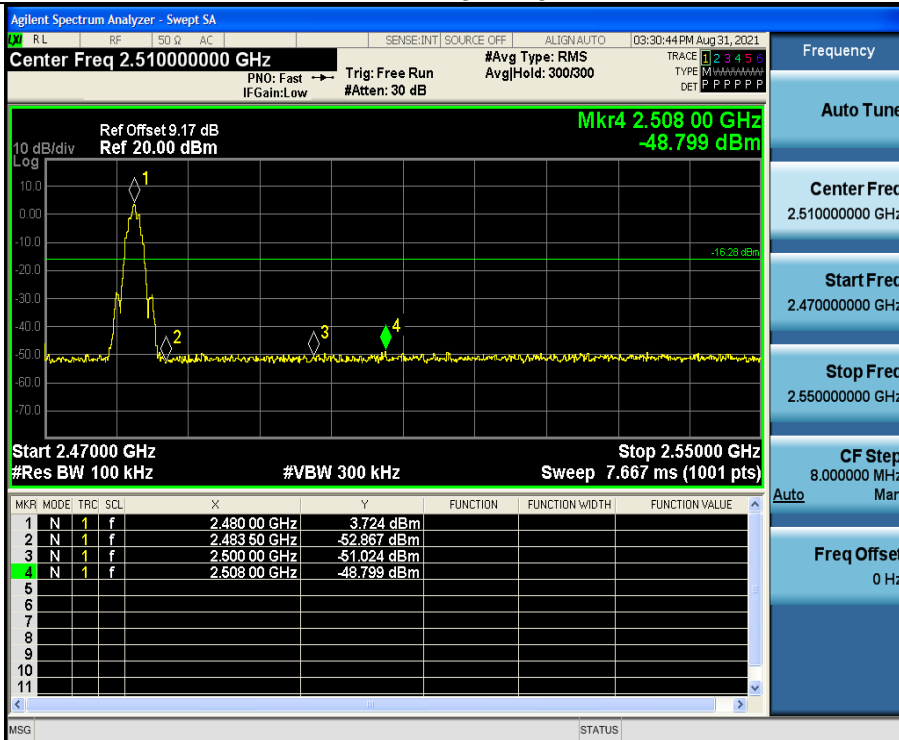 Agilent Spectrum Analyzer - Swept SA
LXI RL RF 50 Ω AC SENSE:INT SOURCE OFF ALIGN AUTO 03:30:44 PM Aug 31, 2021
Center Freq 2.510000000 GHz
PNO: Fast
IFGain:Low
Trig: Free Run
#Atten: 30 dB
#Avg Type: RMS
Avg|Hold: 300/300
TRACE 1 2 3 4 5 6
TYPE M
DET P P P P P P
Mkr4 2.508 00 GHz
-48.799 dBm
Ref Offset 9.17 dB
10 dB/div Ref 20.00 dBm
Log
10.0
0.00
-10.0
-20.0
-30.0
-40.0
-50.0
-60.0
-70.0
1
2
3
4
-16.28 dBm
Start 2.47000 GHz Stop 2.55000 GHz
#Res BW 100 kHz #VBW 300 kHz Sweep 7.667 ms (1001 pts)
MKR MODE TRC SCL X Y FUNCTION FUNCTION WIDTH FUNCTION VALUE
1 N 1 f 2.480 00 GHz 3.724 dBm
2 N 1 f 2.483 50 GHz -52.867 dBm
3 N 1 f 2.500 00 GHz -51.024 dBm
4 N 1 f 2.508 00 GHz -48.799 dBm
5
6
7
8
9
10
11
MSG STATUS
Frequency
Auto Tune
Center Freq
2.510000000 GHz
Start Freq
2.470000000 GHz
Stop Freq
2.550000000 GHz
CF Step
8.000000 MHz
Auto Man
Freq Offset
0 Hz